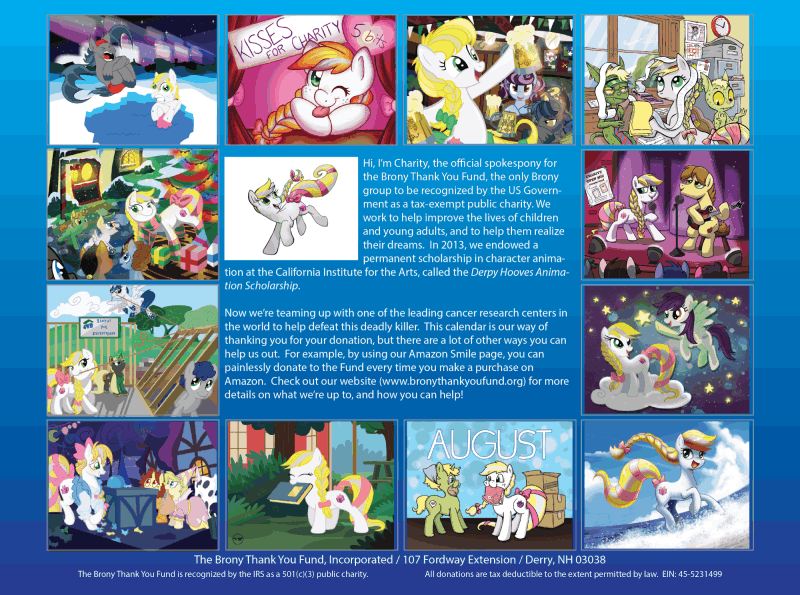 KISSES
FOR CHARITY
5 bits
Hi, I'm Charity, the official spokespony for
the Brony Thank You Fund, the only Brony
group to be recognized by the US Govern-
ment as a tax-exempt public charity. We
work to help improve the lives of children
and young adults, and to help them realize
their dreams. In 2013, we endowed a
permanent scholarship in character anima-
tion at the California Institute for the Arts, called the Derpy Hooves Anima-
tion Scholarship.
Now we're teaming up with one of the leading cancer research centers in
the world to help defeat this deadly killer. This calendar is our way of
thanking you for your donation, but there are a lot of other ways you can
help us out. For example, by using our Amazon Smile page, you can
painlessly donate to the Fund every time you make a purchase on
Amazon. Check out our website (www.bronythankyoufund.org) for more
details on what we're up to, and how you can help!
AUGUST
The Brony Thank You Fund, Incorporated / 107 Fordway Extension / Derry, NH 03038
The Brony Thank You Fund is recognized by the IRS as a 501(c)(3) public charity.
All donations are tax deductible to the extent permitted by law. EIN: 45-5231499